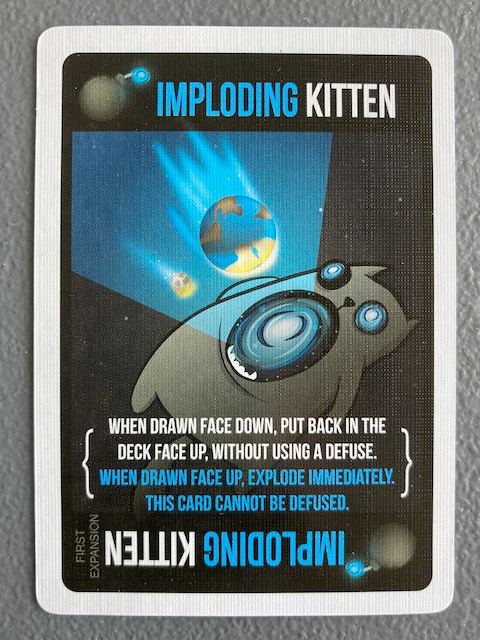 IMPLODING KITTEN
WHEN DRAWN FACE DOWN, PUT BACK IN THE
DECK FACE UP, WITHOUT USING A DEFUSE.
WHEN DRAWN FACE UP, EXPLODE IMMEDIATELY.
THIS CARD CANNOT BE DEFUSED.
FIRST
EXPANSION
IMPLODING KITTEN